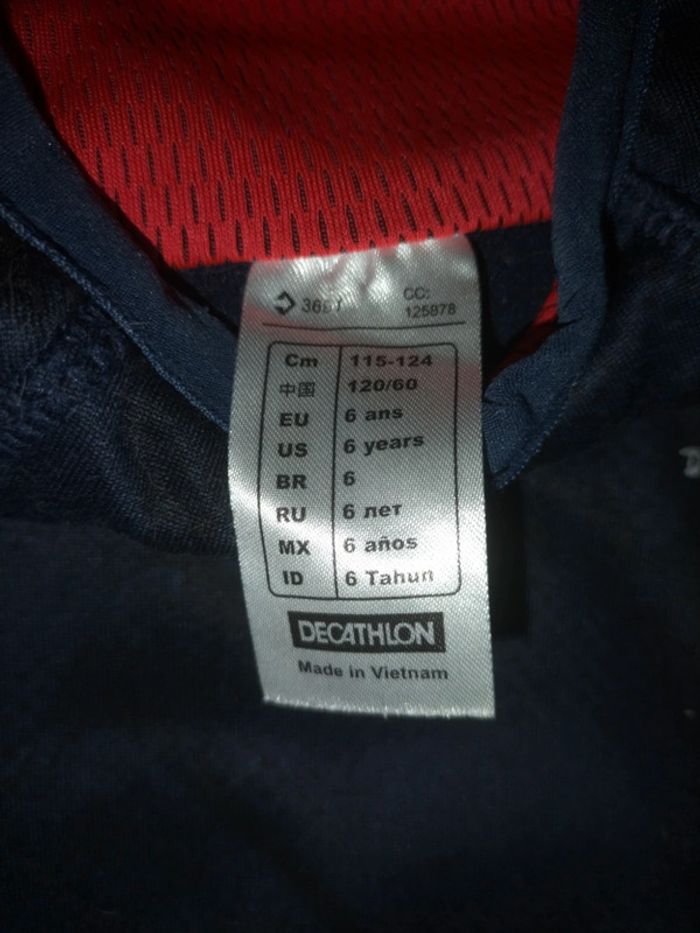 CC:
125878
Cm 115-124
中国 120/60
EU 6 ans
US 6 years
BR 6
RU 6 лет
MX 6 años
ID 6 Tahun
DECATHLON
Made in Vietnam